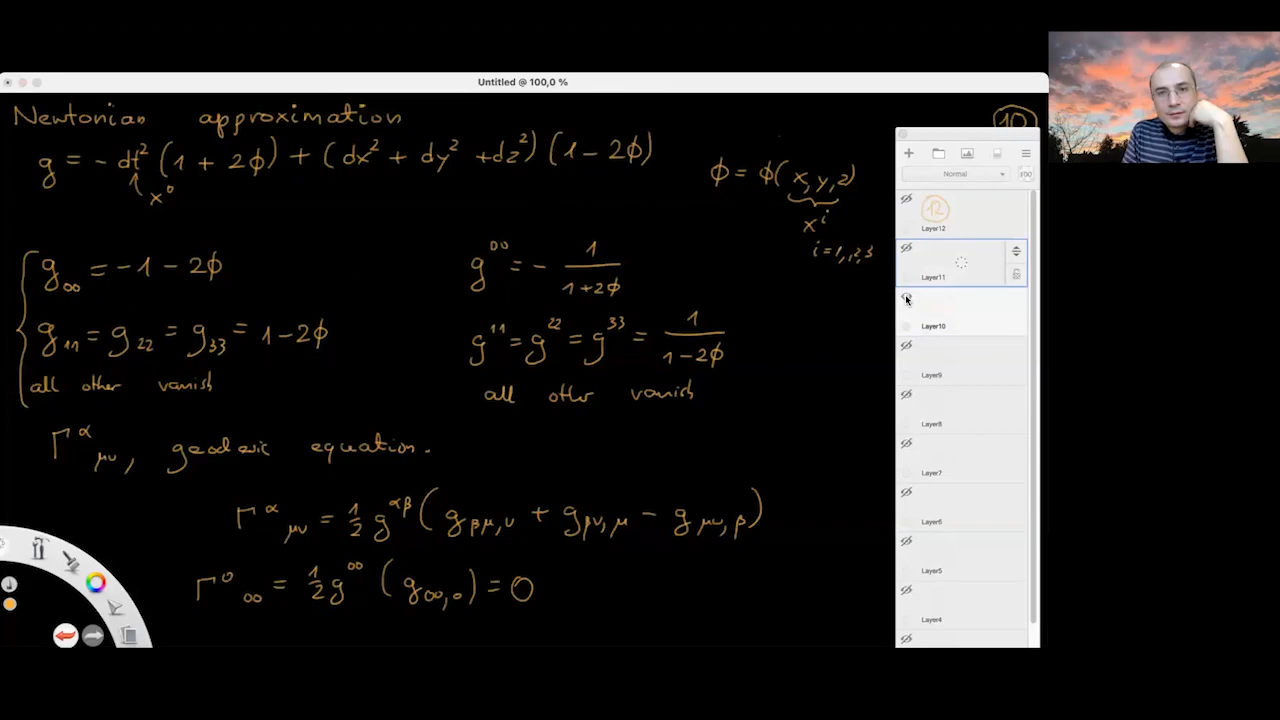 Untitled @ 100,0 %
Newtonian approximation
10
g = - dt² (1 + 2ϕ) + (dx² + dy² + dz²) (1 - 2ϕ)
x⁰
ϕ = ϕ(x,y,z)
xⁱ
i=1,2,3
g₀₀ = -1 - 2ϕ
g⁰⁰ = - 1/(1+2ϕ)
g₁₁ = g₂₂ = g₃₃ = 1-2ϕ
g¹¹ = g²² = g³³ = 1/(1-2ϕ)
all other vanish
all other vanish
Γ^α_μν, geodesic equation.
Γ^α_μν = 1/2 g^αβ (g_βμ,ν + g_βν,μ - g_μν,β)
Γ⁰₀₀ = 1/2 g⁰⁰ (g₀₀,₀) = 0
Normal
100
12
Layer12
Layer11
Layer10
Layer9
Layer8
Layer7
Layer6
Layer5
Layer4